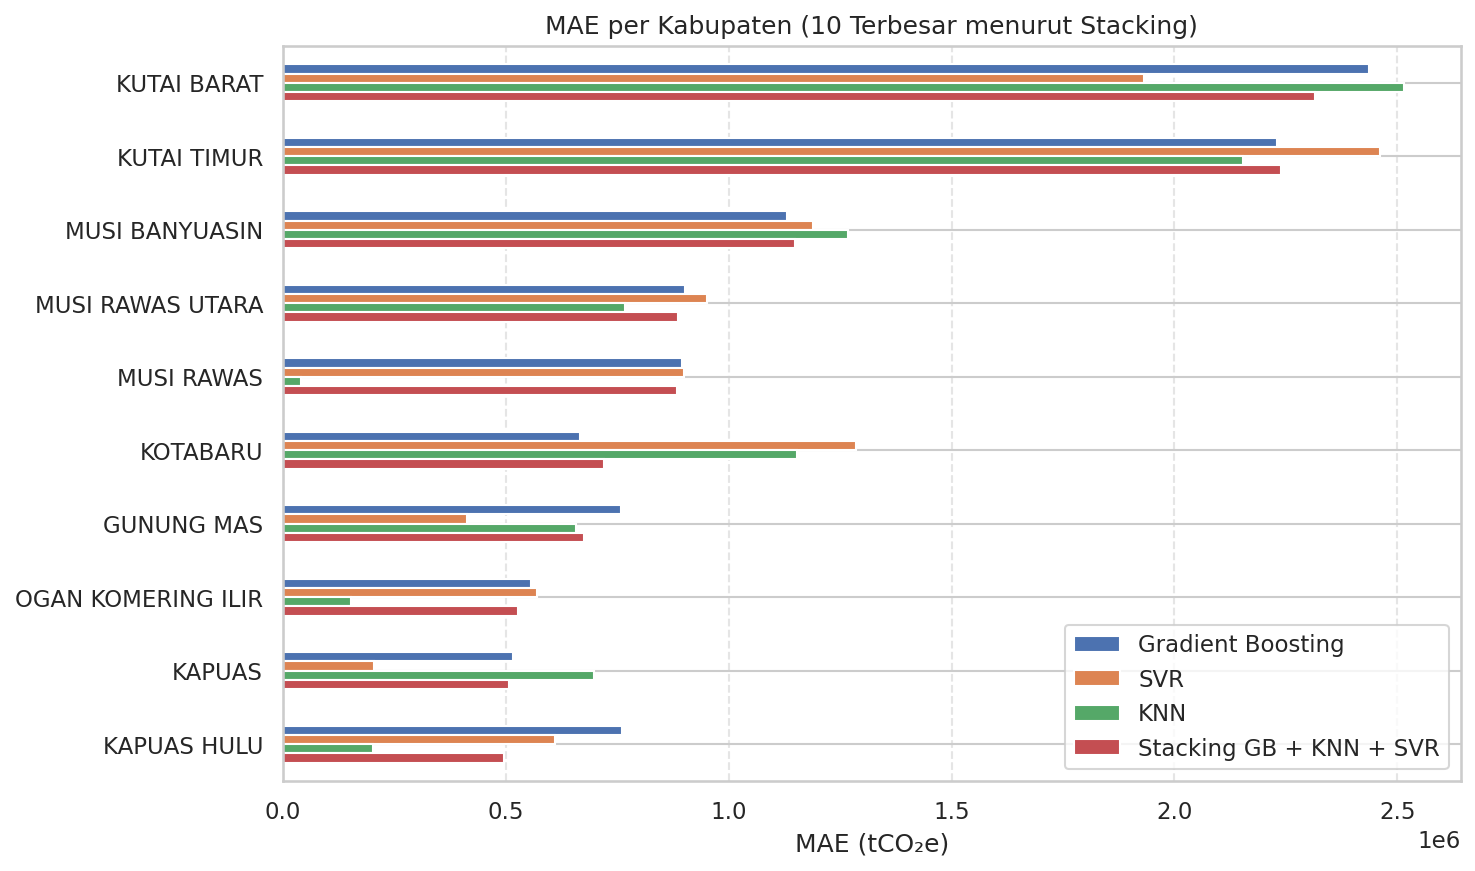 MAE per Kabupaten (10 Terbesar menurut Stacking)
KUTAI BARAT
KUTAI TIMUR
MUSI BANYUASIN
MUSI RAWAS UTARA
MUSI RAWAS
KOTABARU
GUNUNG MAS
OGAN KOMERING ILIR
KAPUAS
KAPUAS HULU
Gradient Boosting
SVR
KNN
Stacking GB + KNN + SVR
0.0 0.5 1.0 1.5 2.0 2.5
1e6
MAE (tCO₂e)